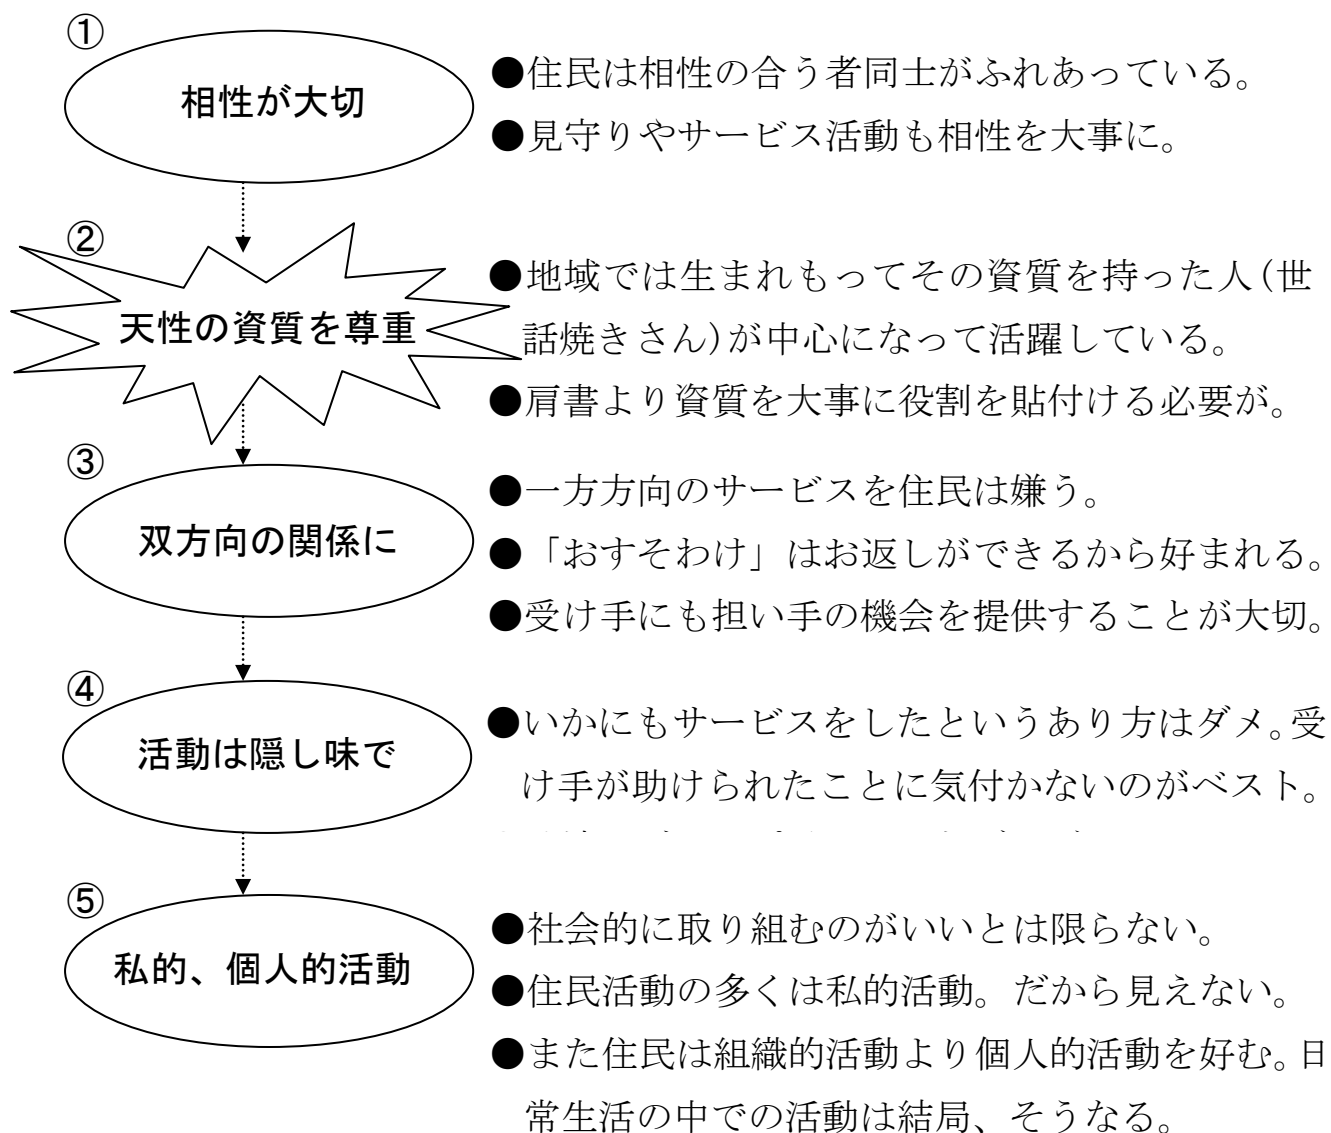 ①
相性が大切
●住民は相性の合う者同士がふれあっている。
●見守りやサービス活動も相性を大事に。
②
天性の資質を尊重
●地域では生まれもってその資質を持った人(世
話焼きさん)が中心になって活躍している。
●肩書より資質を大事に役割を貼付ける必要が。
③
双方向の関係に
●一方方向のサービスを住民は嫌う。
●「おすそわけ」はお返しができるから好まれる。
●受け手にも担い手の機会を提供することが大切。
④
活動は隠し味で
●いかにもサービスをしたというあり方はダメ。受
け手が助けられたことに気付かないのがベスト。
⑤
私的、個人的活動
●社会的に取り組むのがいいとは限らない。
●住民活動の多くは私的活動。だから見えない。
●また住民は組織的活動より個人的活動を好む。日
常生活の中での活動は結局、そうなる。